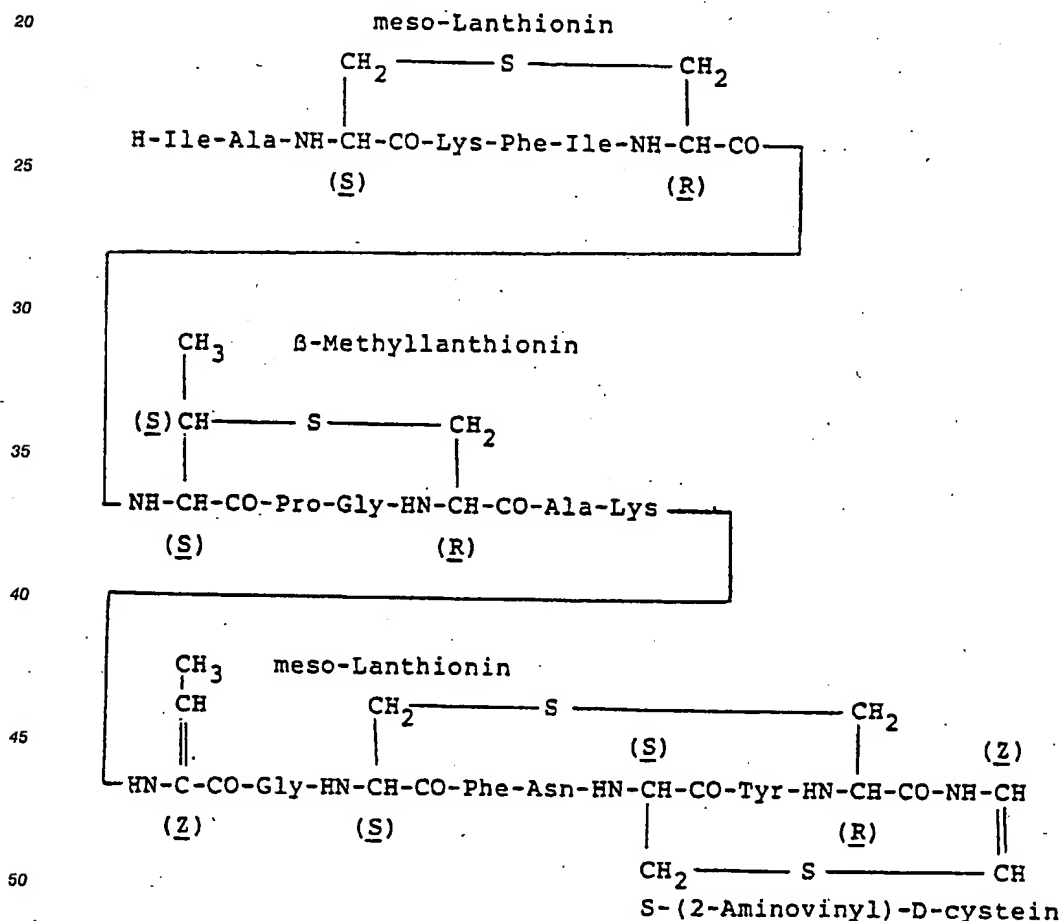 20
meso-Lanthionin
CH2 S CH2
H-Ile-Ala-NH-CH-CO-Lys-Phe-Ile-NH-CH-CO
25
(S) (R)
30
CH3 ß-Methyllanthionin
(S) CH S CH2
35
NH-CH-CO-Pro-Gly-HN-CH-CO-Ala-Lys
(S) (R)
40
CH3 meso-Lanthionin
CH CH2 S CH2
45
(S) (Z)
HN-C-CO-Gly-HN-CH-CO-Phe-Asn-HN-CH-CO-Tyr-HN-CH-CO-NH-CH
(Z) (S) (R)
50
CH2 S CH
S-(2-Aminovinyl)-D-cystein